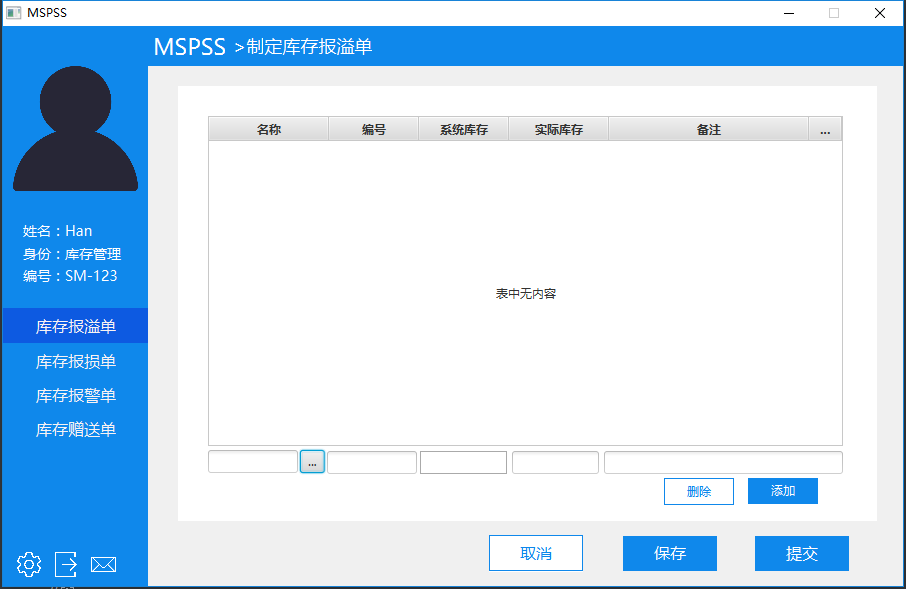 MSPSS
MSPSS >制定库存报溢单
姓名：Han
身份：库存管理
编号：SM-123
库存报溢单
库存报损单
库存报警单
库存赠送单
名称 编号 系统库存 实际库存 备注 ...
表中无内容
...
删除 添加
取消 保存 提交